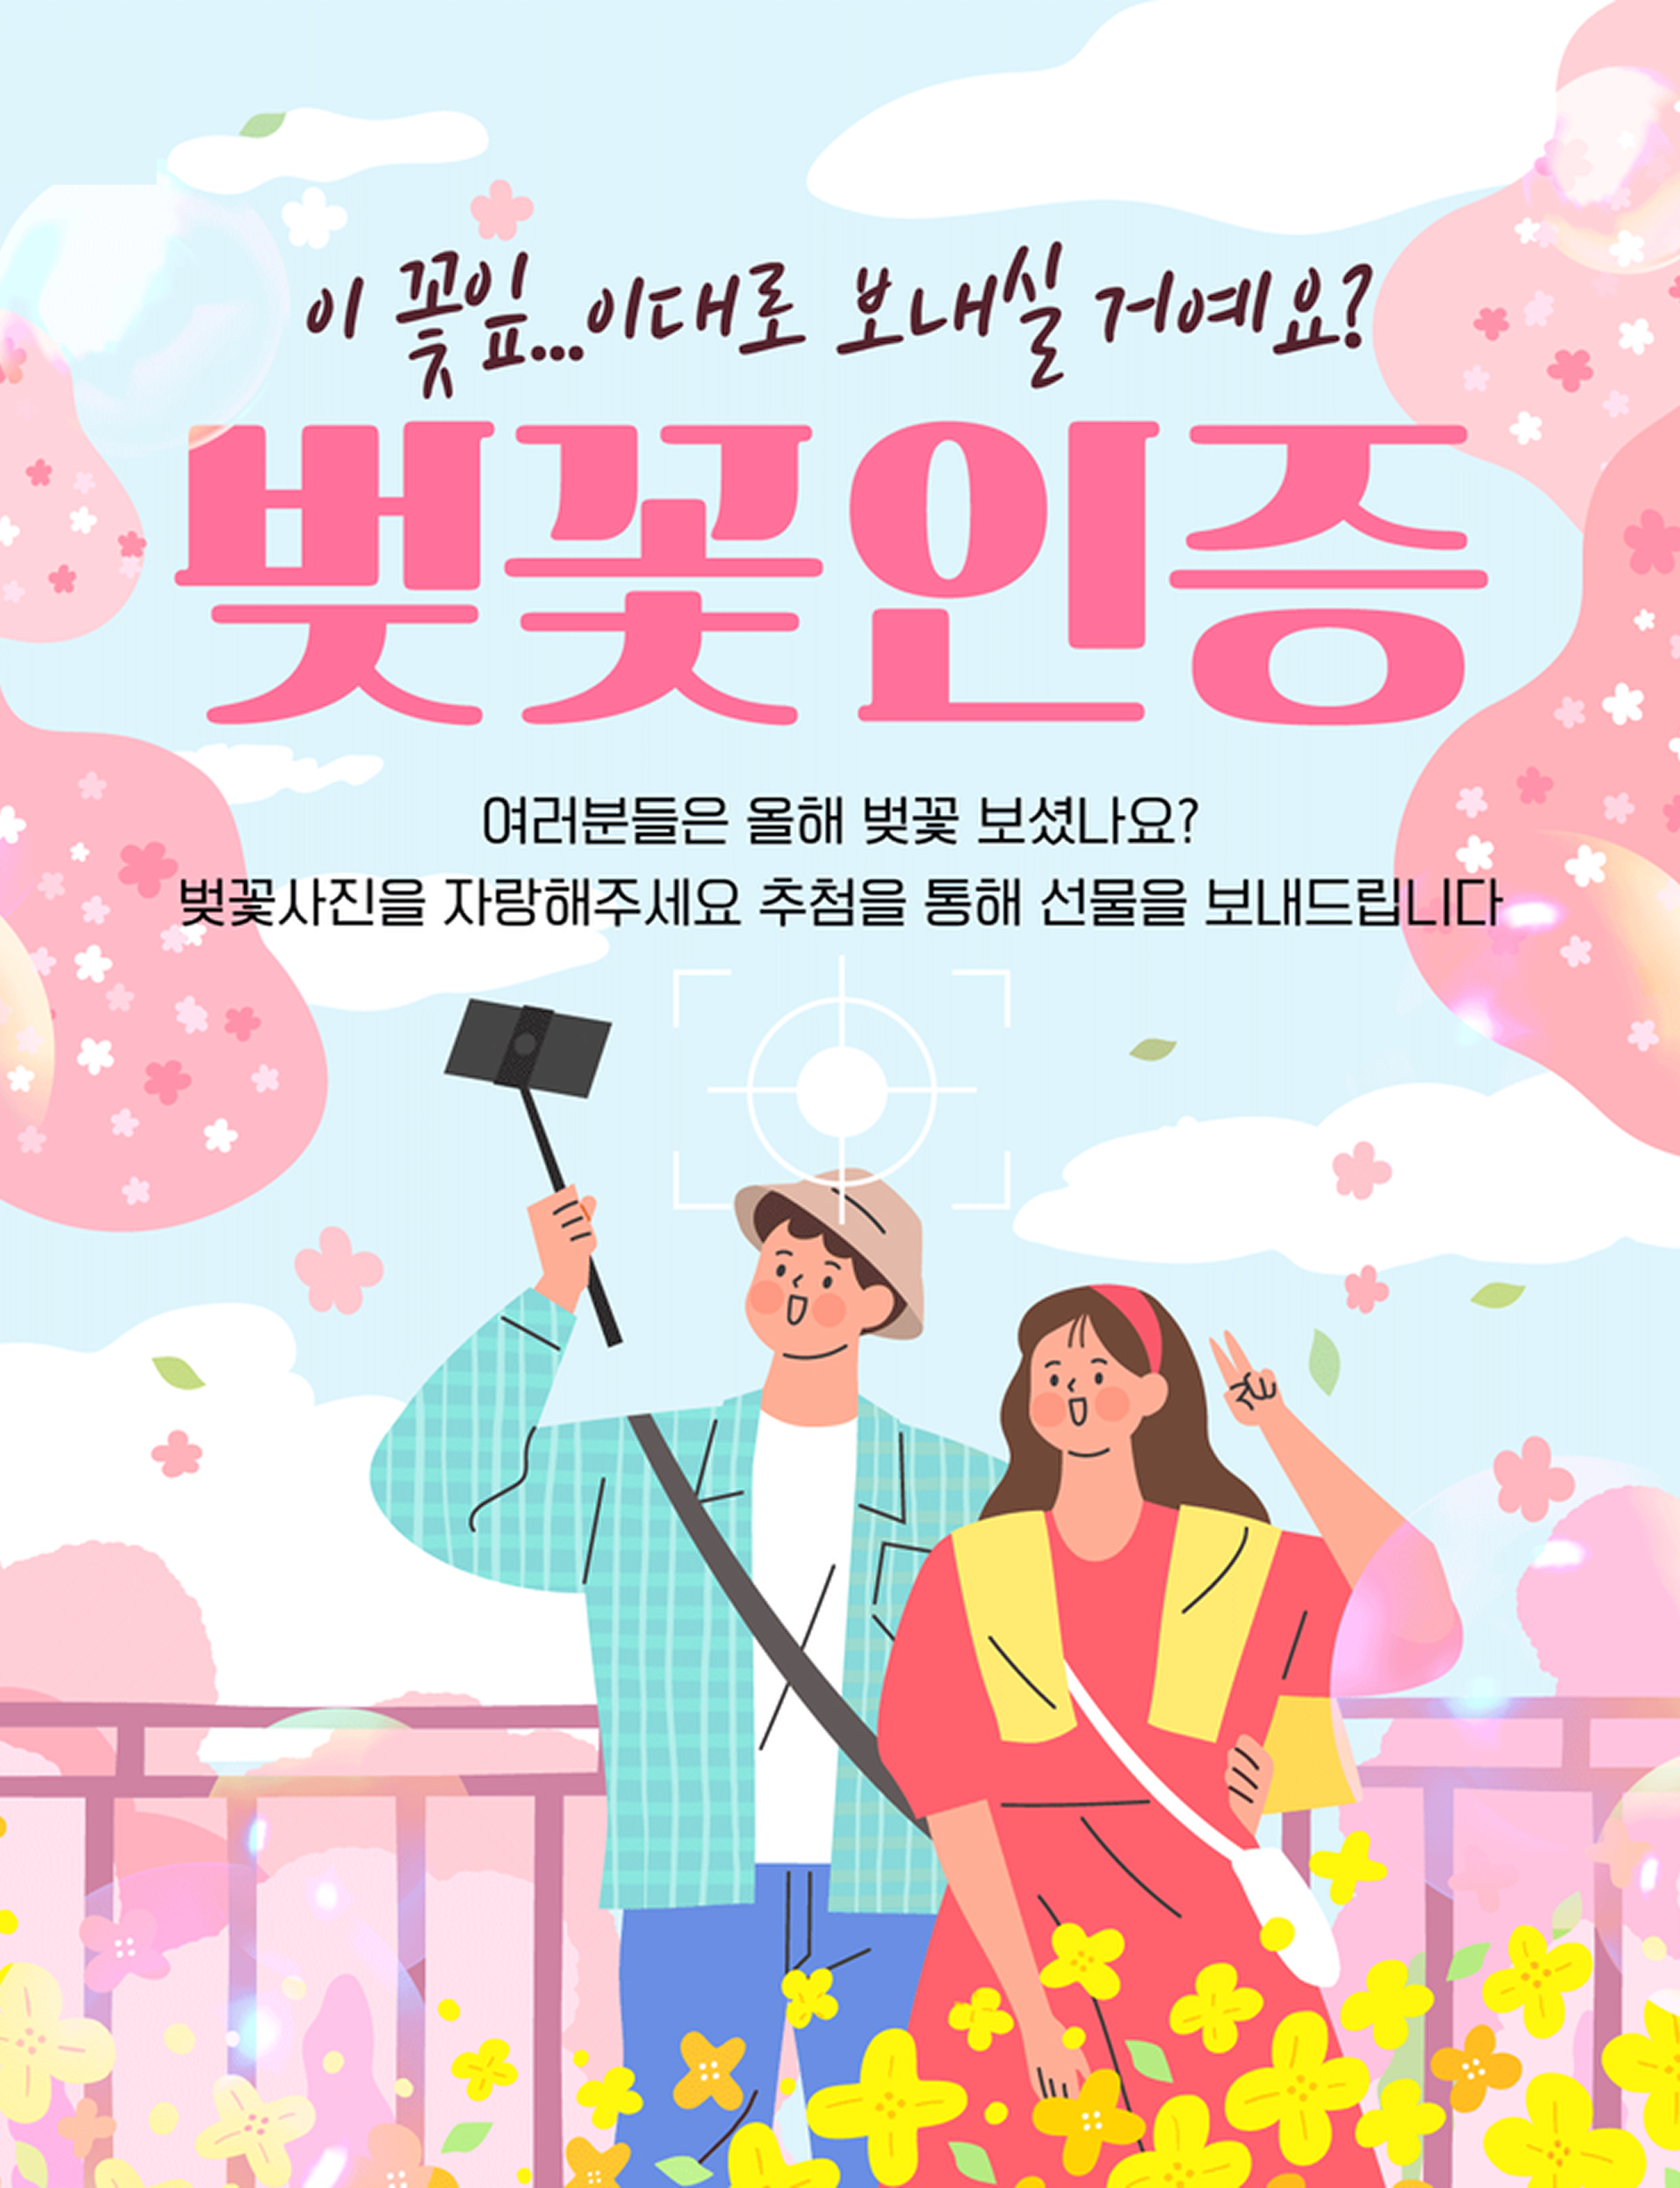 이 꽃잎...이대로 보내실 거예요?
벚꽃인증
여러분들은 올해 벚꽃 보셨나요?
벚꽃사진을 자랑해주세요 추첨을 통해 선물을 보내드립니다